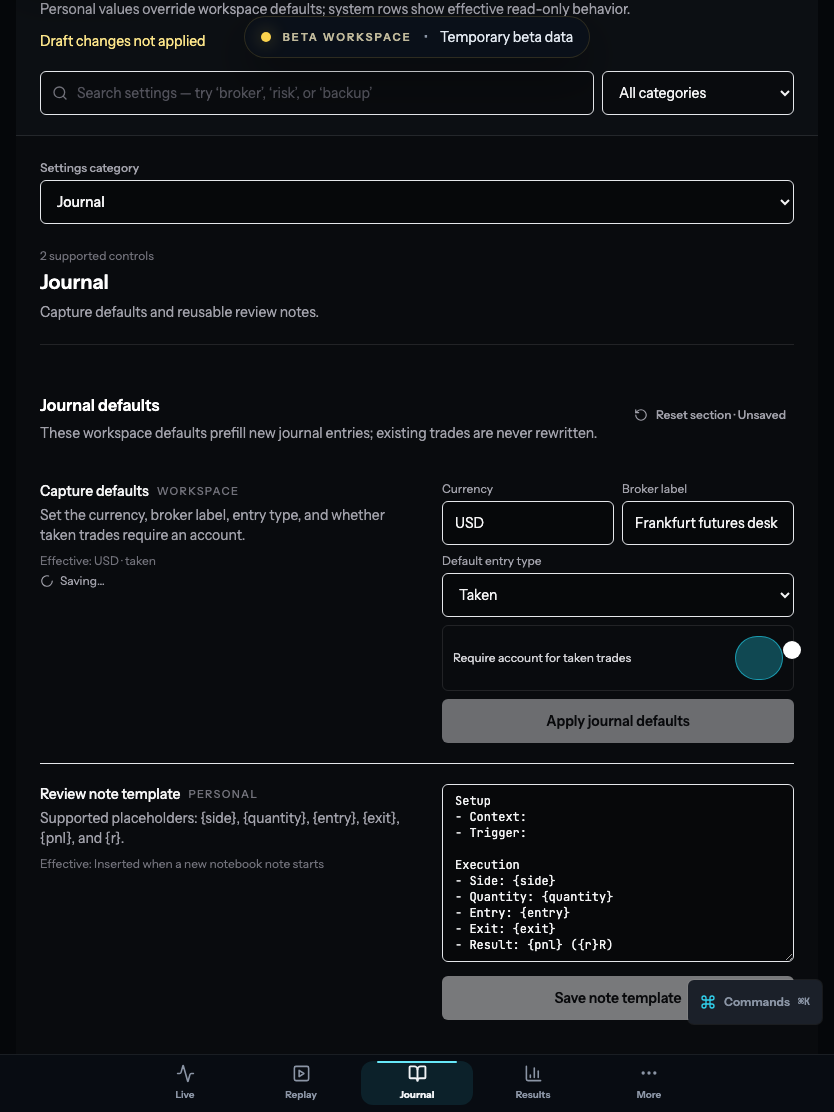 Personal values override workspace defaults; system rows show effective read-only behavior.
Draft changes not applied
BETA WORKSPACE · Temporary beta data
Search settings — try ‘broker’, ‘risk’, or ‘backup’
All categories
Settings category
Journal
2 supported controls
Journal
Capture defaults and reusable review notes.
Journal defaults
Reset section · Unsaved
These workspace defaults prefill new journal entries; existing trades are never rewritten.
Capture defaults WORKSPACE
Set the currency, broker label, entry type, and whether
taken trades require an account.
Effective: USD · taken
Saving…
Currency
Broker label
USD
Frankfurt futures desk
Default entry type
Taken
Require account for taken trades
Apply journal defaults
Review note template PERSONAL
Supported placeholders: {side}, {quantity}, {entry}, {exit},
{pnl}, and {r}.
Effective: Inserted when a new notebook note starts
Setup
- Context:
- Trigger:
Execution
- Side: {side}
- Quantity: {quantity}
- Entry: {entry}
- Exit: {exit}
- Result: {pnl} ({r}R)
Save note template
Commands ⌘K
Live
Replay
Journal
Results
More